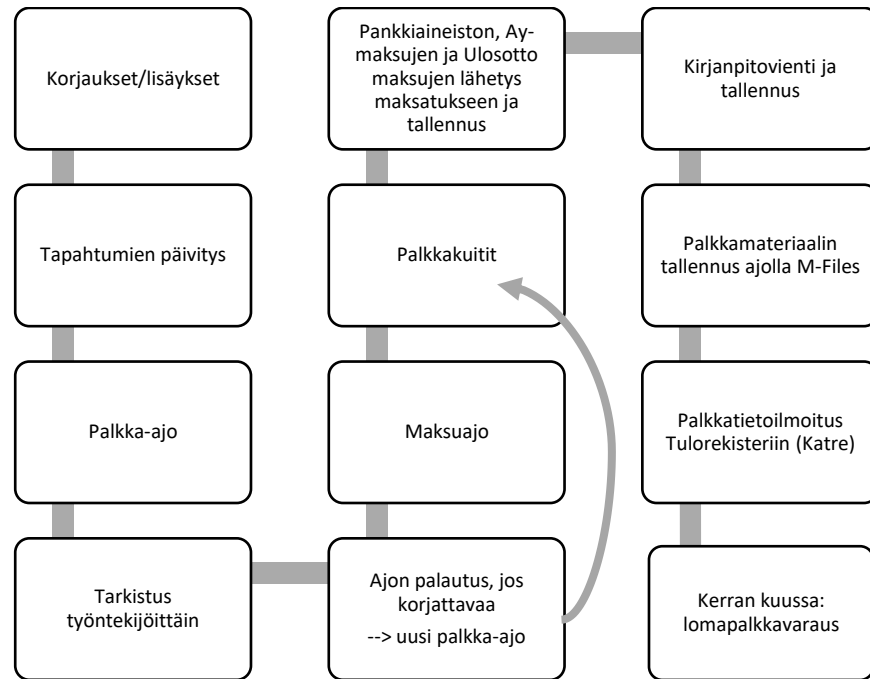 Korjaukset/lisäykset
Tapahtumien päivitys
Palkka-ajo
Tarkistus
työntekijöittäin
Ajon palautus, jos
korjattavaa
--> uusi palkka-ajo
Maksuajo
Palkkakuitit
Pankkiaineiston, Ay-
maksujen ja Ulosotto
maksujen lähetys
maksatukseen ja
tallennus
Kirjanpitovienti ja
tallennus
Palkkamateriaalin
tallennus ajolla M-Files
Palkkatietoilmoitus
Tulorekisteriin (Katre)
Kerran kuussa:
lomapalkkavaraus